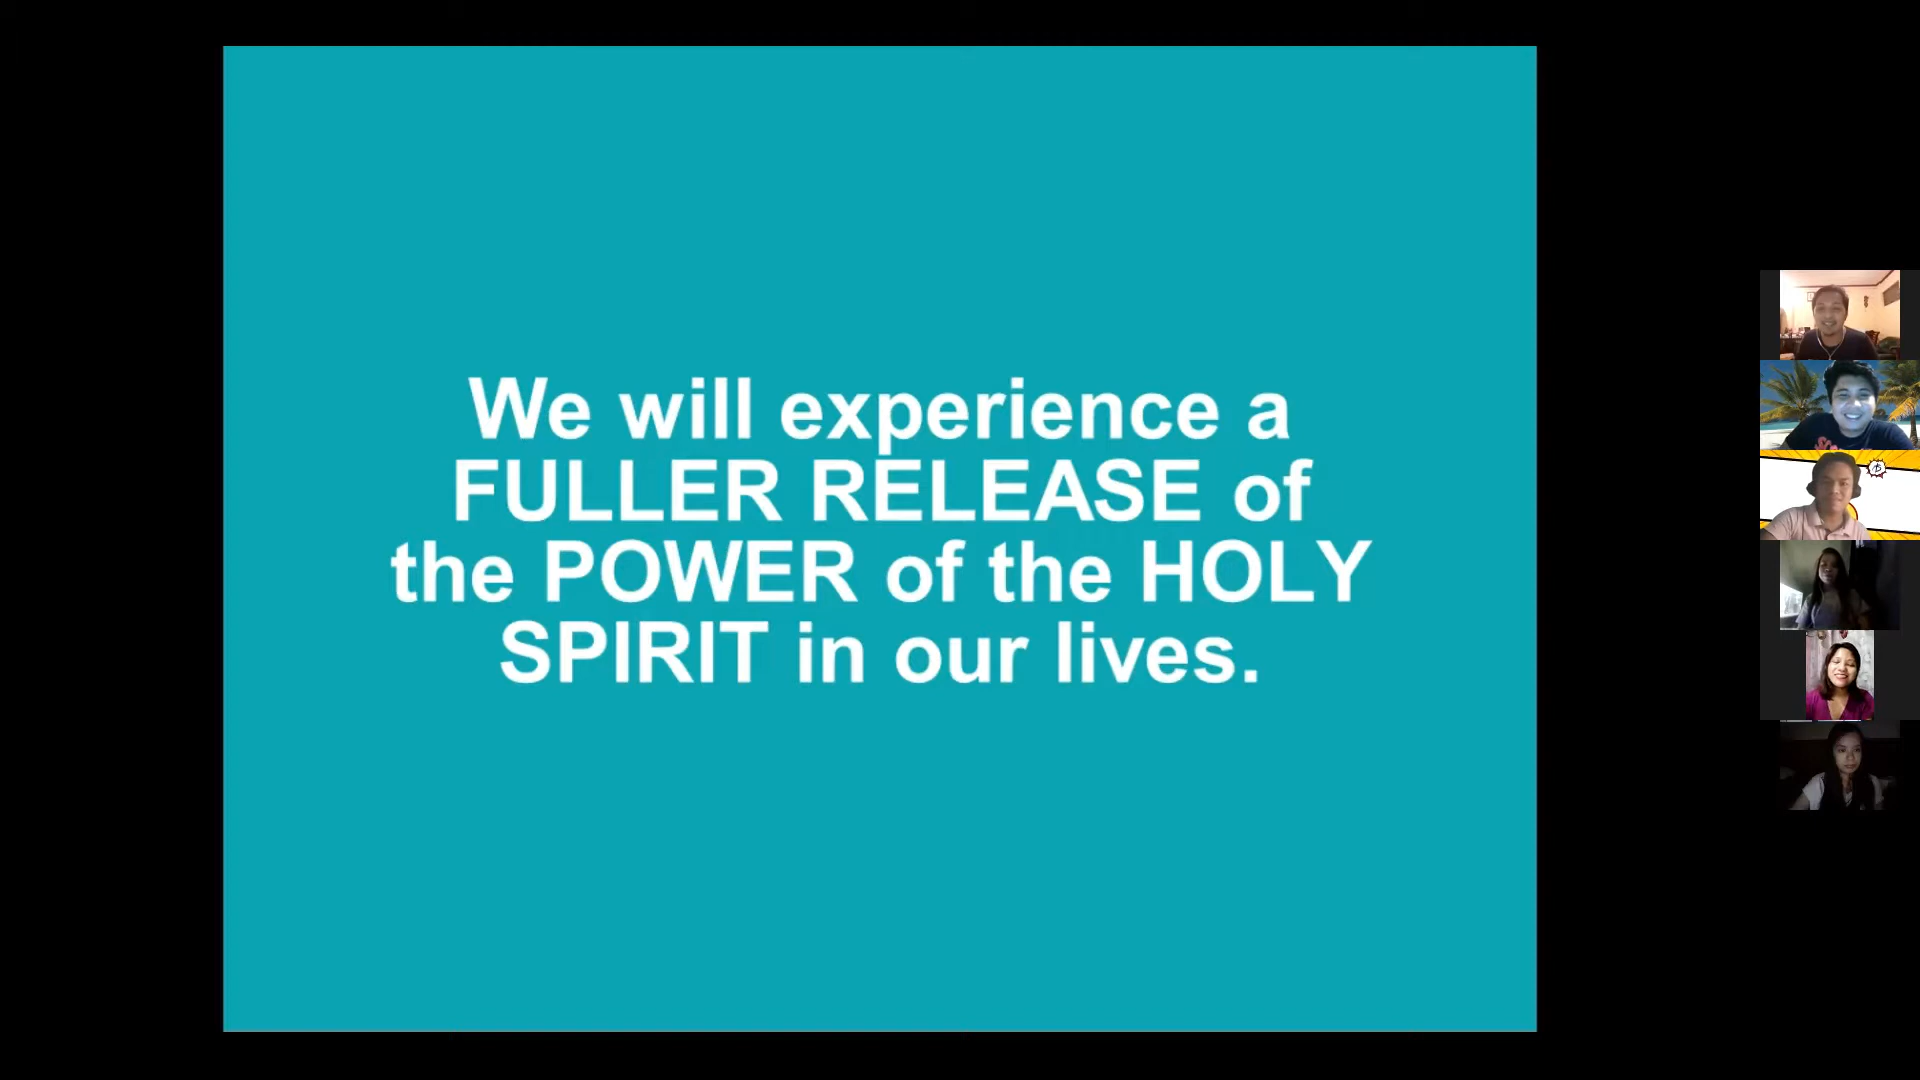 We will experience a
FULLER RELEASE of
the POWER of the HOLY
SPIRIT in our lives.